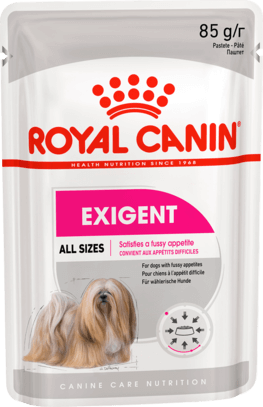 85 g/г
Pastete - Pâté
Паштет
ROYAL CANIN
HEALTH NUTRITION SINCE 1968
EXIGENT
ALL SIZES
Satisfies a fussy appetite
CONVIENT AUX APPÉTITS DIFFICILES
For dogs with fussy appetites
Pour chiens à l'appétit difficile
Für wählerische Hunde
CANINE CARE NUTRITION